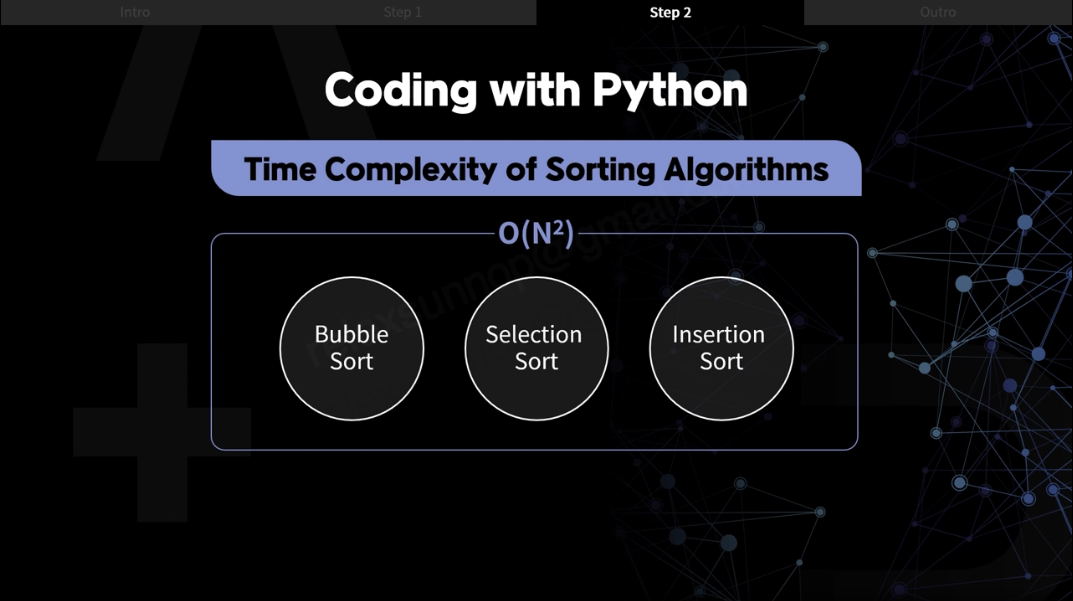 Intro
Step 1
Step 2
Outro
Coding with Python
Time Complexity of Sorting Algorithms
O(N²)
Bubble
Sort
Selection
Sort
Insertion
Sort